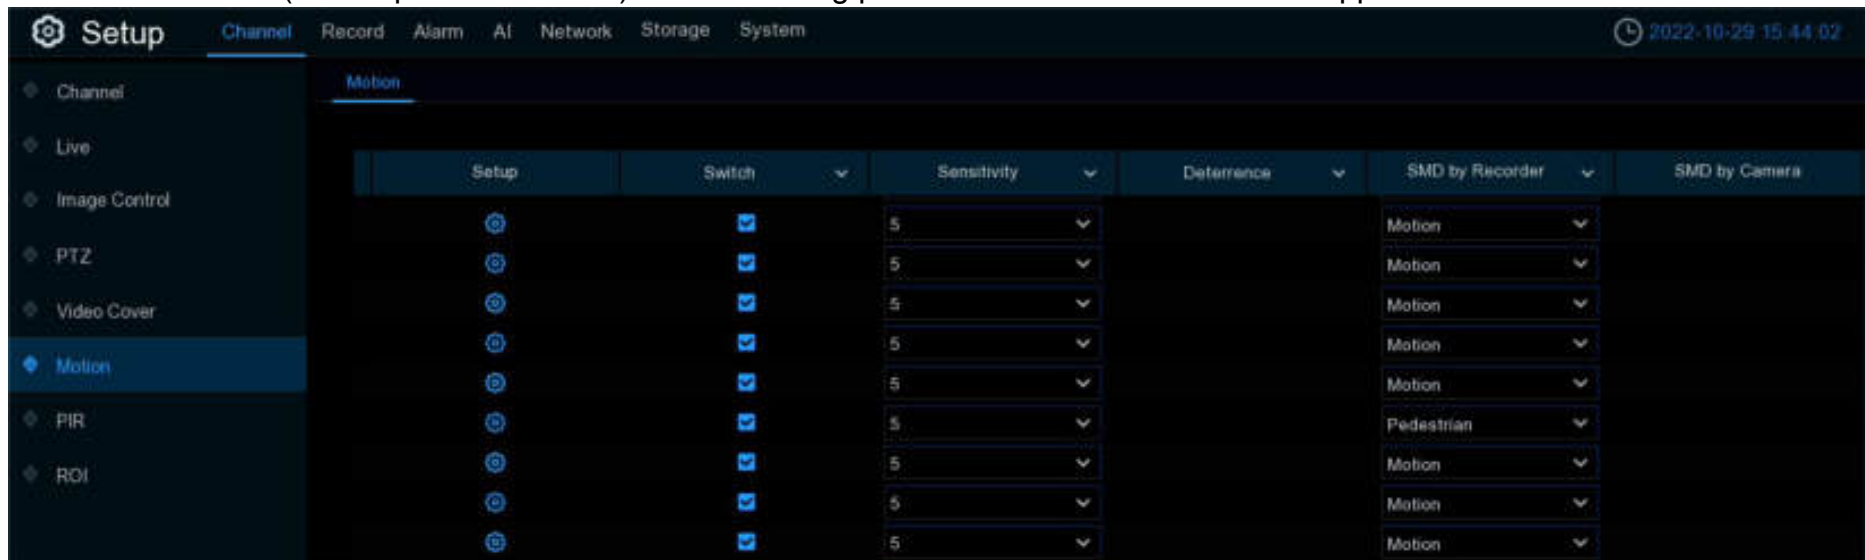 Setup Channel Record Alarm AI Network Storage System 2022-10-29 15:44:02
Channel
Live
Image Control
PTZ
Video Cover
Motion
PIR
ROI
Motion
Setup Switch Sensitivity Deterrence SMD by Recorder SMD by Camera
5 Motion
5 Motion
5 Motion
5 Motion
5 Motion
5 Pedestrian
5 Motion
5 Motion
5 Motion